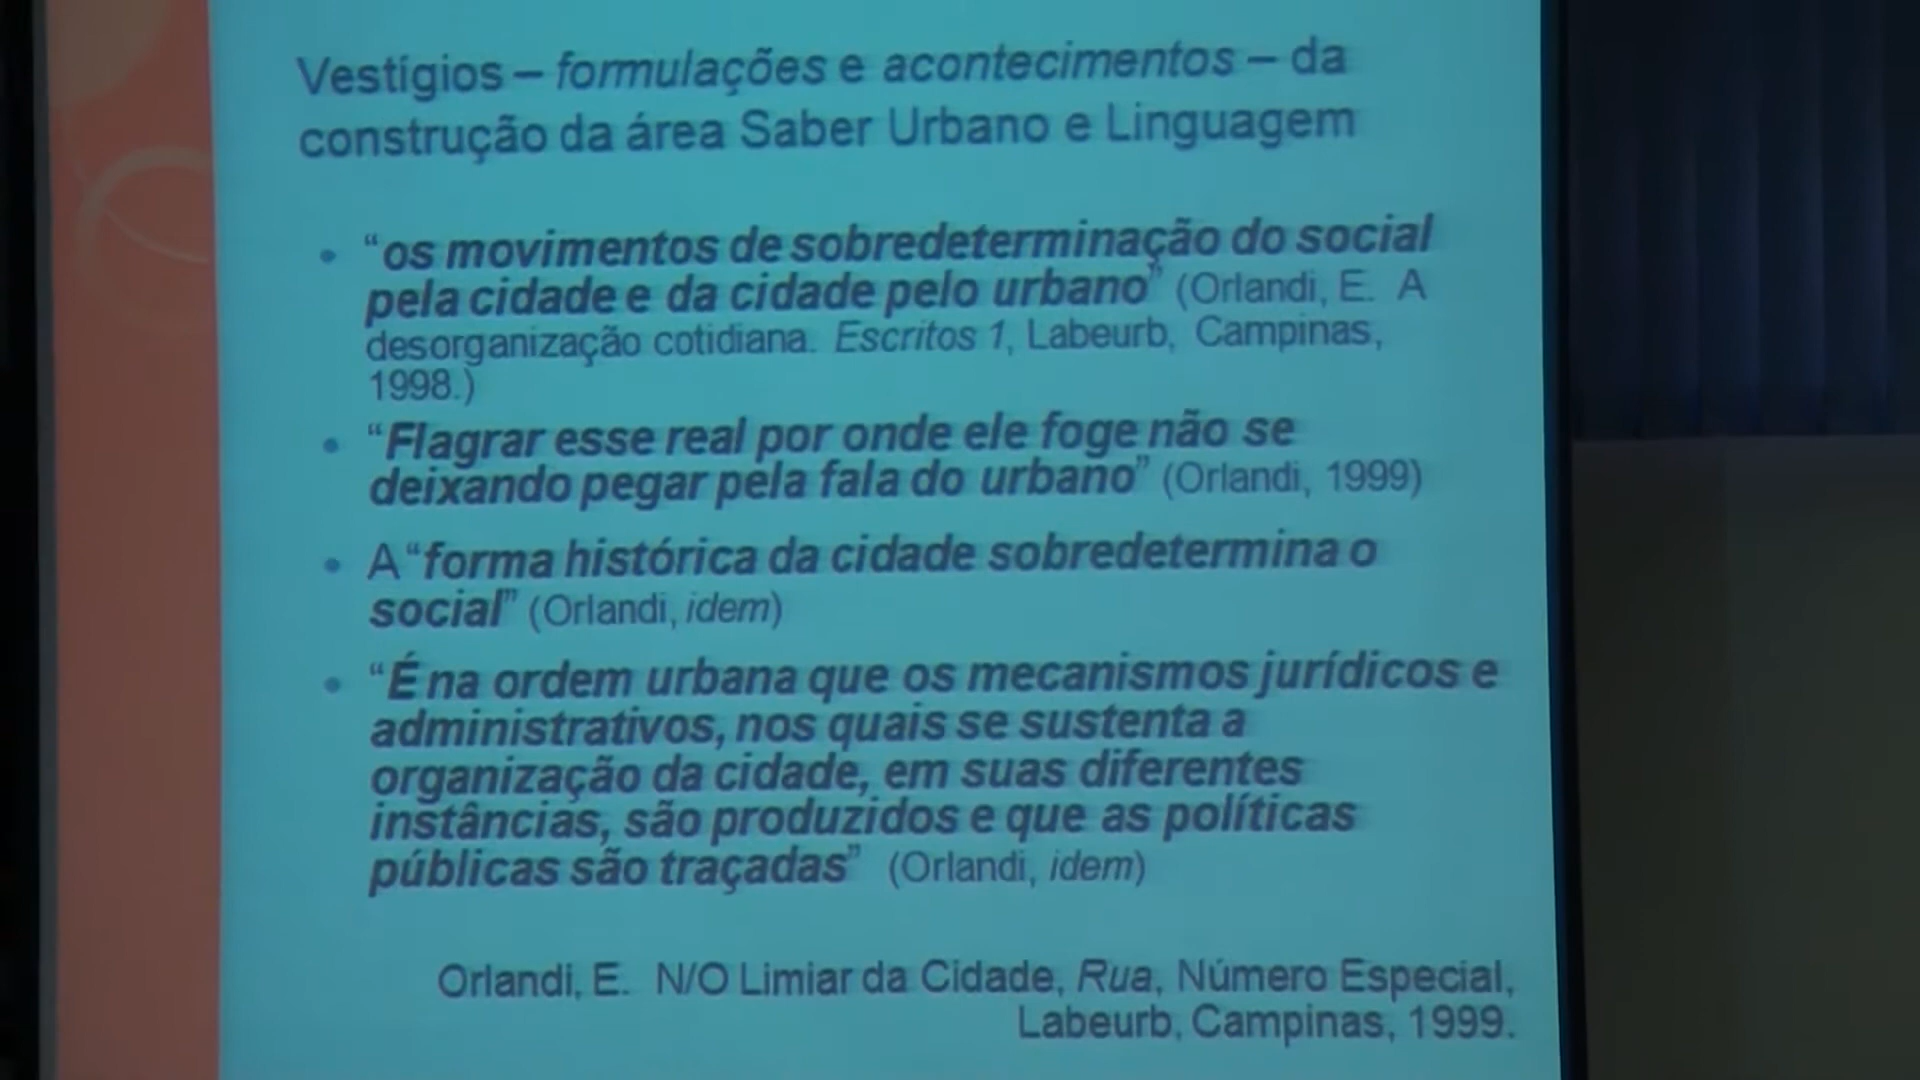 Vestígios – formulações e acontecimentos – da
construção da área Saber Urbano e Linguagem
• “os movimentos de sobredeterminação do social
pela cidade e da cidade pelo urbano” (Orlandi, E. A
desorganização cotidiana. Escritos 1, Labeurb, Campinas,
1998.)
• “Flagrar esse real por onde ele foge não se
deixando pegar pela fala do urbano” (Orlandi, 1999)
• A “forma histórica da cidade sobredetermina o
social” (Orlandi, idem)
• “É na ordem urbana que os mecanismos jurídicos e
administrativos, nos quais se sustenta a
organização da cidade, em suas diferentes
instâncias, são produzidos e que as políticas
públicas são traçadas” (Orlandi, idem)
Orlandi, E. N/O Limiar da Cidade, Rua, Número Especial,
Labeurb, Campinas, 1999.